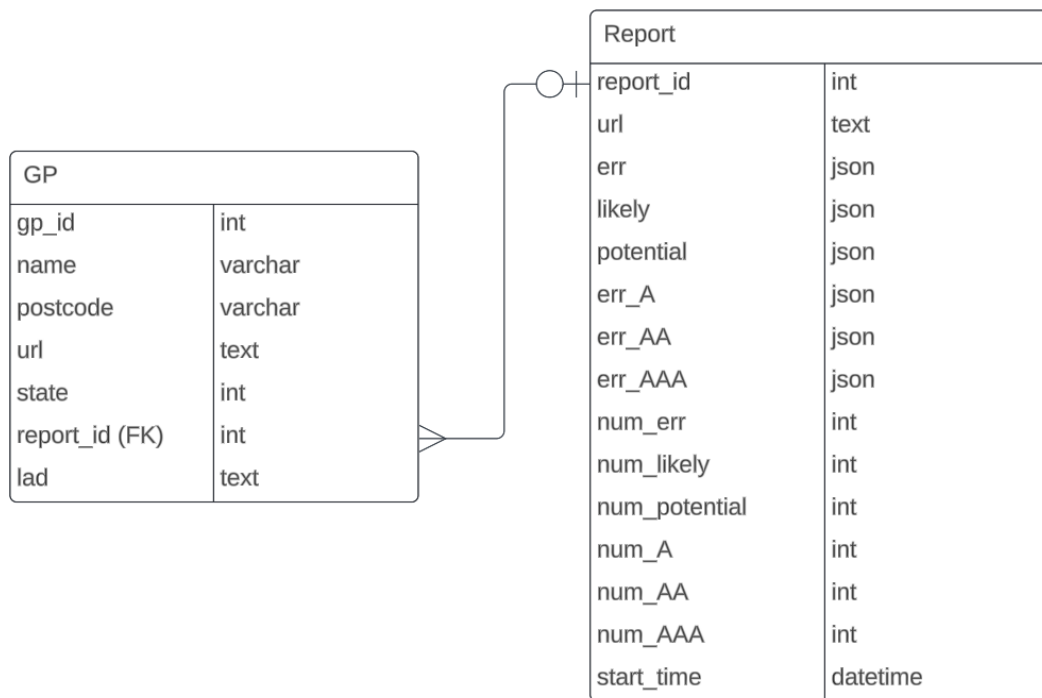 GP
gp_id int
name varchar
postcode varchar
url text
state int
report_id (FK) int
lad text
Report
report_id int
url text
err json
likely json
potential json
err_A json
err_AA json
err_AAA json
num_err int
num_likely int
num_potential int
num_A int
num_AA int
num_AAA int
start_time datetime